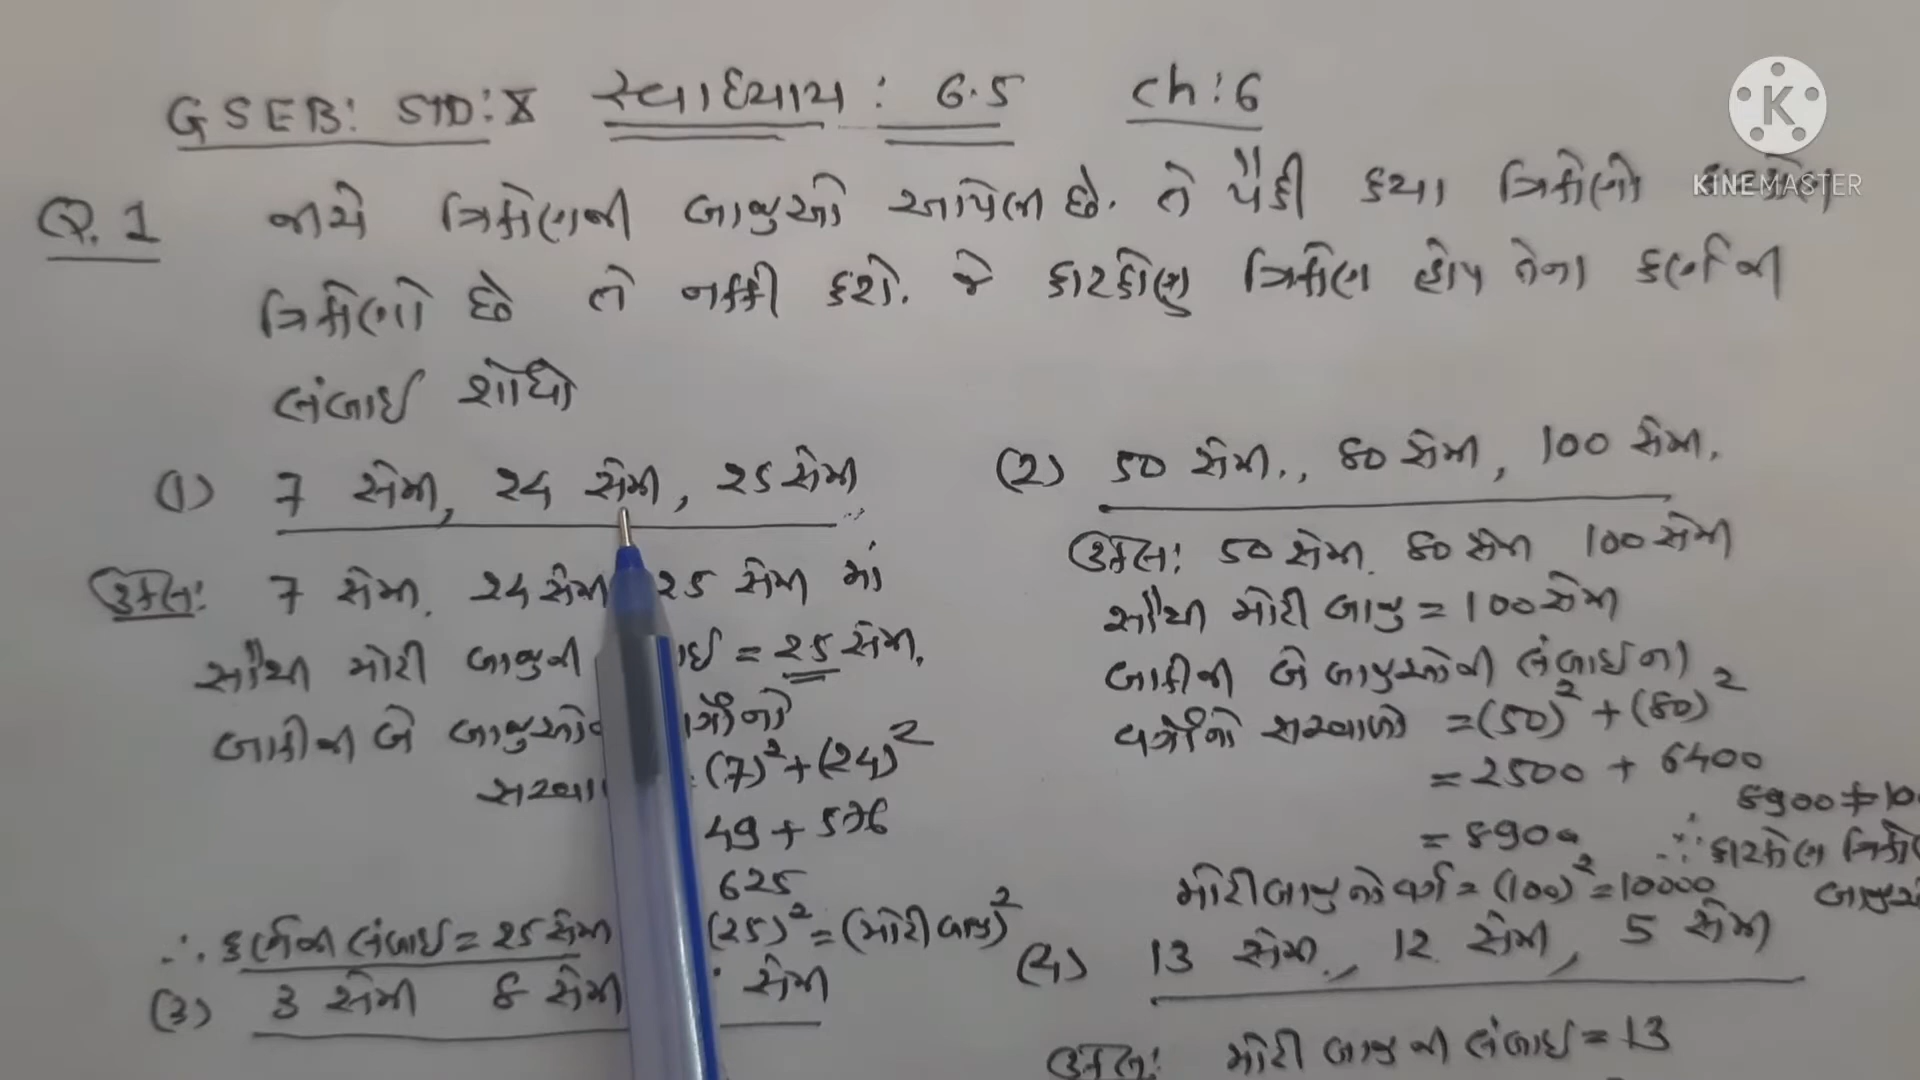 GSEB: STD: X સ્વાધ્યાય : 6.5 ch : 6
KINEMASTER
Q. 1 નીચે ત્રિકોણની બાજુઓ આપેલી છે. તે પૈકી કયા ત્રિકોણો
ત્રિકોણો છે તે નક્કી કરો. જે કાટકોણ ત્રિકોણ હોય તેના કર્ણની
લંબાઈ શોધો
(1) 7 સેમી, 24 સેમી, 25 સેમી
ઉકેલ: 7 સેમી. 24 સેમી 25 સેમી માં
સૌથી મોટી બાજુની = 25 સેમી.
બાકીની બે
(7)² + (24)²
49 + 576
625
(25)² = (મોટી બાજુ)²
∴ કર્ણની લંબાઈ = 25 સેમી
(3) 3 સેમી 8 સેમી સેમી
(2) 50 સેમી., 80 સેમી, 100 સેમી.
ઉકેલ: 50 સેમી. 80 સેમી 100 સેમી
સૌથી મોટી બાજુ = 100 સેમી
બાકીની બે બાજુઓની લંબાઈના
વર્ગોનો સરવાળો = (50)² + (80)²
= 2500 + 6400
= 8900
8900 ≠ 10
∴ કાટકોણ
મોટી બાજુનો વર્ગ = (100)² = 10000
(4) 13 સેમી., 12 સેમી, 5 સેમી
ઉકેલ: મોટી બાજુની લંબાઈ = 13